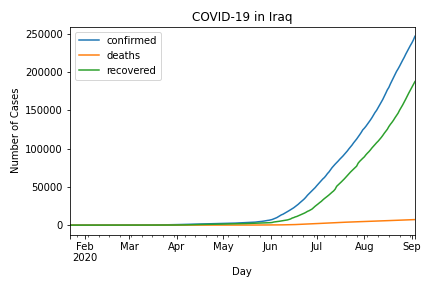 COVID-19 in Iraq
confirmed
deaths
recovered
Number of Cases
250000
200000
150000
100000
50000
0
Feb Mar Apr May Jun Jul Aug Sep
2020
Day